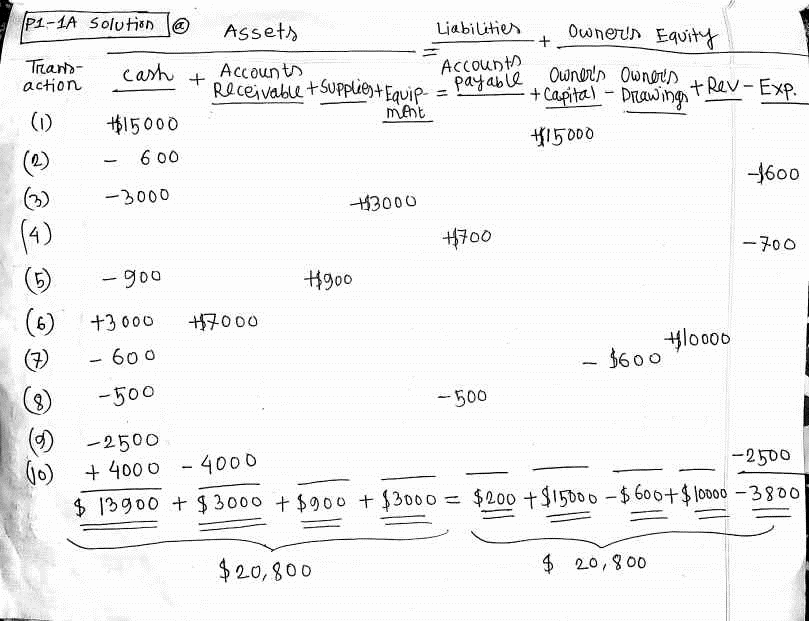 P1-1A Solution (a)
Assets = Liabilities + Owner's Equity
Trans-action Cash + Accounts Receivable + Supplies + Equip-ment = Accounts payable + Owner's Capital - Owner's Drawings + Rev - Exp.
(1) +$15000 +$15000
(2) - 600 -$600
(3) -3000 +$3000
(4) +$700 -700
(5) -900 +$900
(6) +3000 +$7000 +$10000
(7) -600 - $600
(8) -500 -500
(9) -2500 -2500
(10) +4000 -4000
$ 13900 + $3000 + $900 + $3000 = $200 + $15000 - $600 + $10000 - 3800
$20,800 $ 20,800